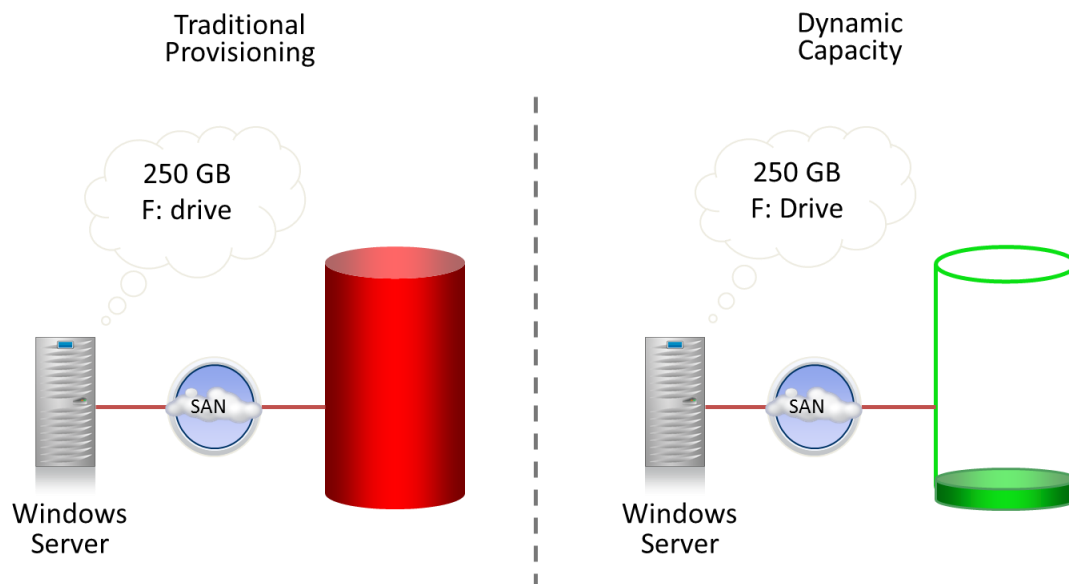 Traditional
Provisioning
250 GB
F: drive
SAN
Windows
Server
Dynamic
Capacity
250 GB
F: Drive
SAN
Windows
Server